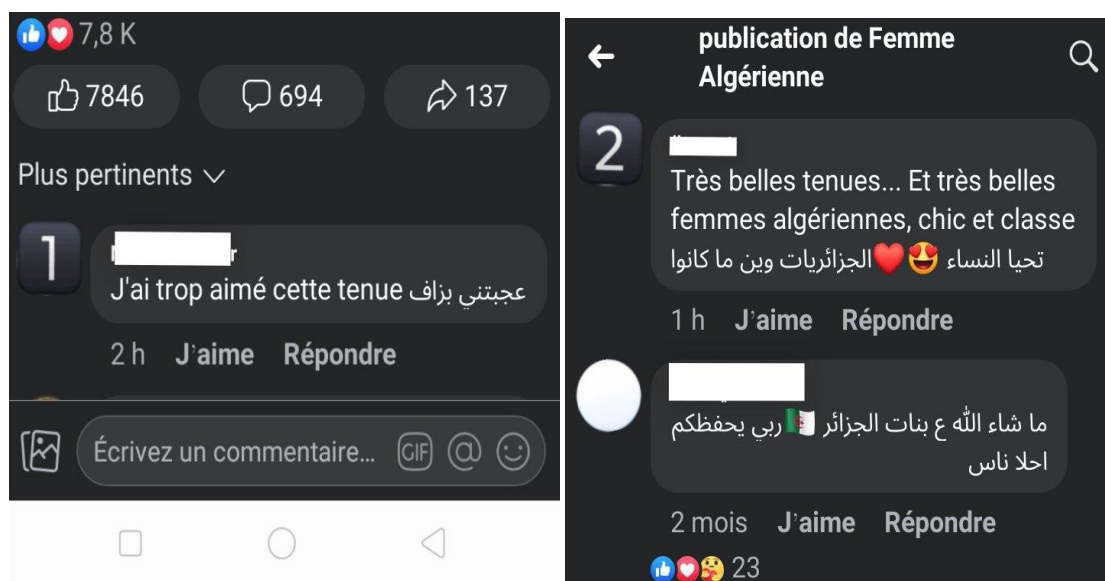 7,8 K
7846
694
137
Plus pertinents
1
J'ai trop aimé cette tenue عجبتني بزاف
2 h J'aime Répondre
Écrivez un commentaire...
GIF @
publication de Femme
Algérienne
2
Très belles tenues... Et très belles
femmes algériennes, chic et classe
تحيا النساء 😍❤️الجزائريات وين ما كانوا
1 h J'aime Répondre
ما شاء الله ع بنات الجزائر 🇩🇿ربي يحفظكم
احلا ناس
2 mois J'aime Répondre
23